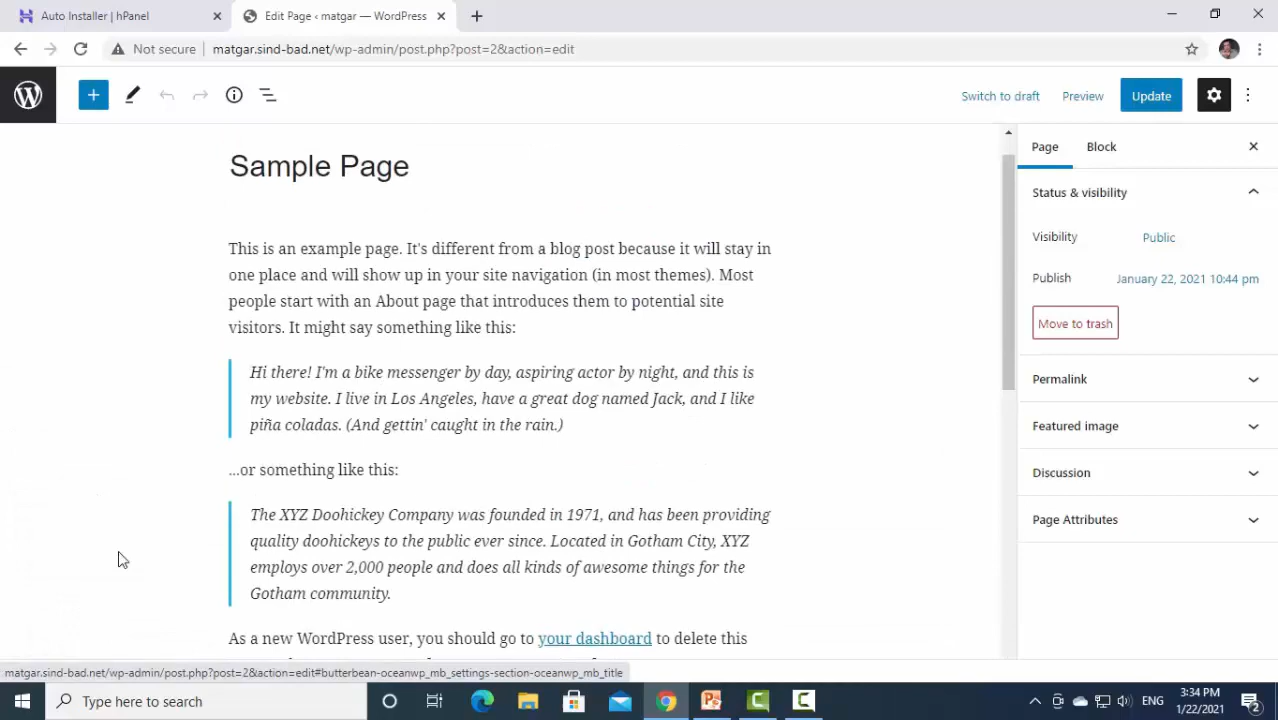 Auto Installer | hPanel
Edit Page ‹ matgar — WordPress
Not secure | matgar.sind-bad.net/wp-admin/post.php?post=2&action=edit
Switch to draft
Preview
Update
Sample Page
This is an example page. It's different from a blog post because it will stay in
one place and will show up in your site navigation (in most themes). Most
people start with an About page that introduces them to potential site
visitors. It might say something like this:
Hi there! I'm a bike messenger by day, aspiring actor by night, and this is
my website. I live in Los Angeles, have a great dog named Jack, and I like
piña coladas. (And gettin' caught in the rain.)
...or something like this:
The XYZ Doohickey Company was founded in 1971, and has been providing
quality doohickeys to the public ever since. Located in Gotham City, XYZ
employs over 2,000 people and does all kinds of awesome things for the
Gotham community.
As a new WordPress user, you should go to your dashboard to delete this
Page
Block
Status & visibility
Visibility
Public
Publish
January 22, 2021 10:44 pm
Move to trash
Permalink
Featured image
Discussion
Page Attributes
matgar.sind-bad.net/wp-admin/post.php?post=2&action=edit#butterbean-oceanwp_mb_settings-section-oceanwp_mb_title
Type here to search
ENG
3:34 PM
1/22/2021
2